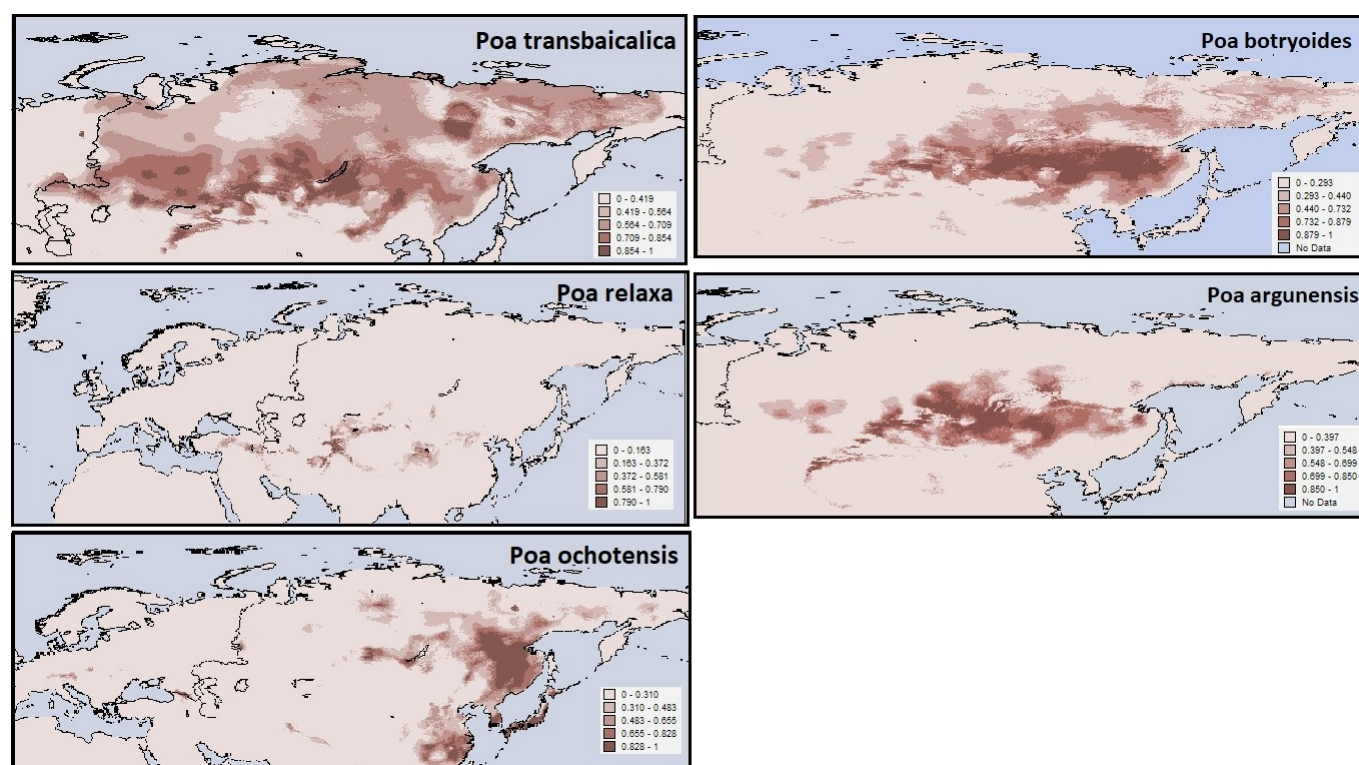 Poa transbaicalica
0 - 0.419
0.419 - 0.564
0.564 - 0.709
0.709 - 0.854
0.854 - 1
Poa botryoides
0 - 0.293
0.293 - 0.440
0.440 - 0.732
0.732 - 0.879
0.879 - 1
No Data
Poa relaxa
0 - 0.163
0.163 - 0.372
0.372 - 0.581
0.581 - 0.790
0.790 - 1
Poa argunensis
0 - 0.397
0.397 - 0.548
0.548 - 0.699
0.699 - 0.850
0.850 - 1
No Data
Poa ochotensis
0 - 0.310
0.310 - 0.483
0.483 - 0.655
0.655 - 0.828
0.828 - 1